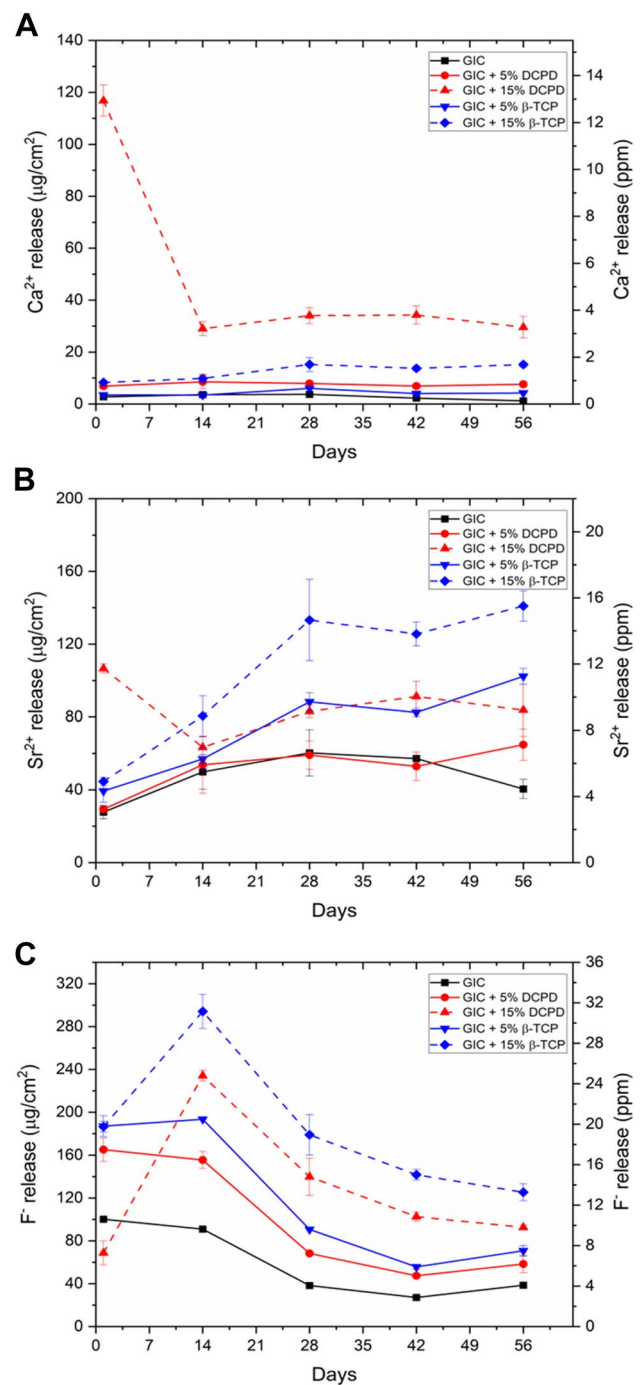 A
140
120
100
80
60
40
20
0
Ca²⁺ release (μg/cm²)
14
12
10
8
6
4
2
0
Ca²⁺ release (ppm)
GIC
GIC + 5% DCPD
GIC + 15% DCPD
GIC + 5% β-TCP
GIC + 15% β-TCP
0 7 14 21 28 35 42 49 56
Days
B
200
160
120
80
40
0
Sr²⁺ release (μg/cm²)
20
16
12
8
4
0
Sr²⁺ release (ppm)
GIC
GIC + 5% DCPD
GIC + 15% DCPD
GIC + 5% β-TCP
GIC + 15% β-TCP
0 7 14 21 28 35 42 49 56
Days
C
320
280
240
200
160
120
80
40
0
F⁻ release (μg/cm²)
36
32
28
24
20
16
12
8
4
0
F⁻ release (ppm)
GIC
GIC + 5% DCPD
GIC + 15% DCPD
GIC + 5% β-TCP
GIC + 15% β-TCP
0 7 14 21 28 35 42 49 56
Days